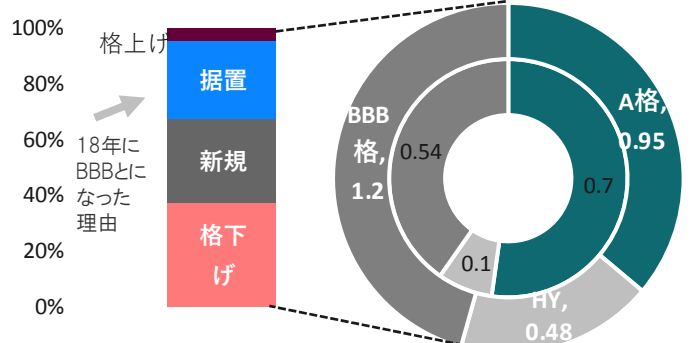 100%
80%
60%
40%
20%
0%
格上げ
18年に
BBBとに
なった
理由
据置
新規
格下
げ
BBB
格,
1.2
0.54
0.1
0.7
A格,
0.95
HY,
0.48